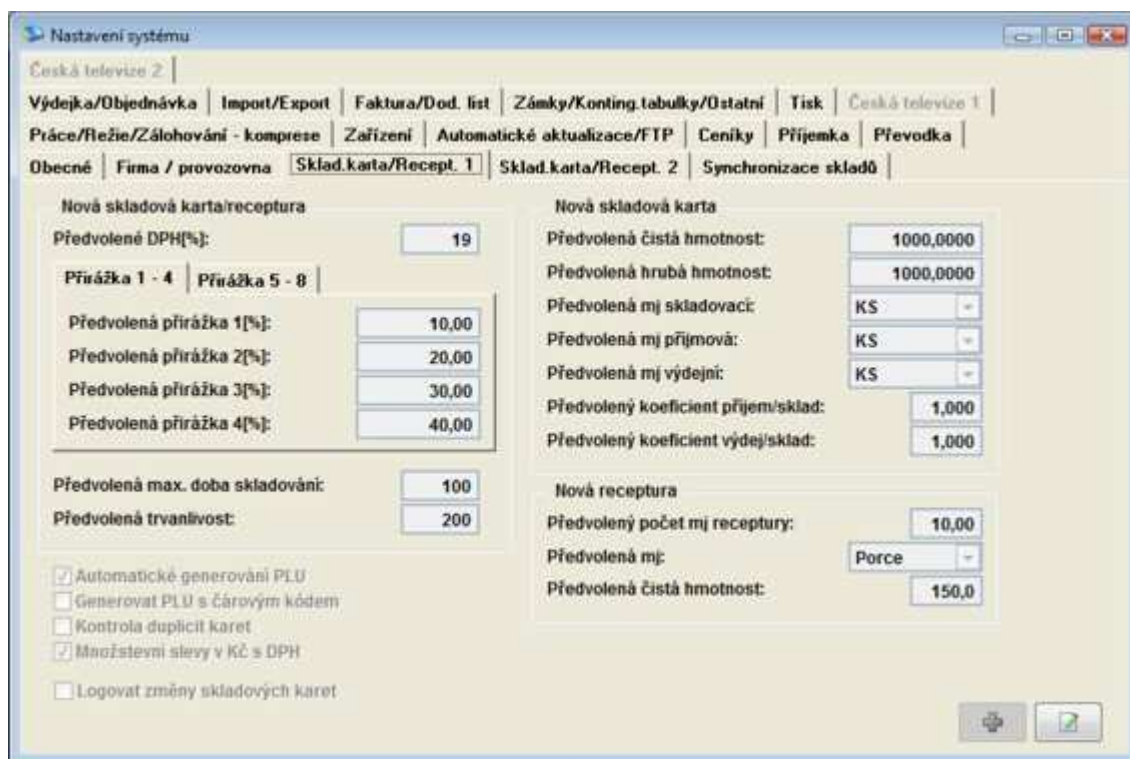 Nastavení systému
Česká televize 2
Výdejka/Objednávka Import/Export Faktura/Dod. list Zámky/Konting.tabulky/Ostatní Tisk Česká televize 1
Práce/Režie/Zálohování - komprese Zařízení Automatické aktualizace/FTP Ceníky Příjemka Převodka
Obecné Firma / provozovna Sklad.karta/Recept. 1 Sklad.karta/Recept. 2 Synchronizace skladů
Nová skladová karta/receptura
Předvolené DPH[%]: 19
Přirážka 1 - 4 Přirážka 5 - 8
Předvolená přirážka 1[%]: 10,00
Předvolená přirážka 2[%]: 20,00
Předvolená přirážka 3[%]: 30,00
Předvolená přirážka 4[%]: 40,00
Předvolená max. doba skladování: 100
Předvolená trvanlivost: 200
Automatické generování PLU
Generovat PLU s čárovým kódem
Kontrola duplicit karet
Množstevní slevy v Kč s DPH
Logovat změny skladových karet
Nová skladová karta
Předvolená čistá hmotnost: 1000,0000
Předvolená hrubá hmotnost: 1000,0000
Předvolená mj skladovací: KS
Předvolená mj příjmová: KS
Předvolená mj výdejní: KS
Předvolený koeficient příjem/sklad: 1,000
Předvolený koeficient výdej/sklad: 1,000
Nová receptura
Předvolený počet mj receptury: 10,00
Předvolená mj: Porce
Předvolená čistá hmotnost: 150,0